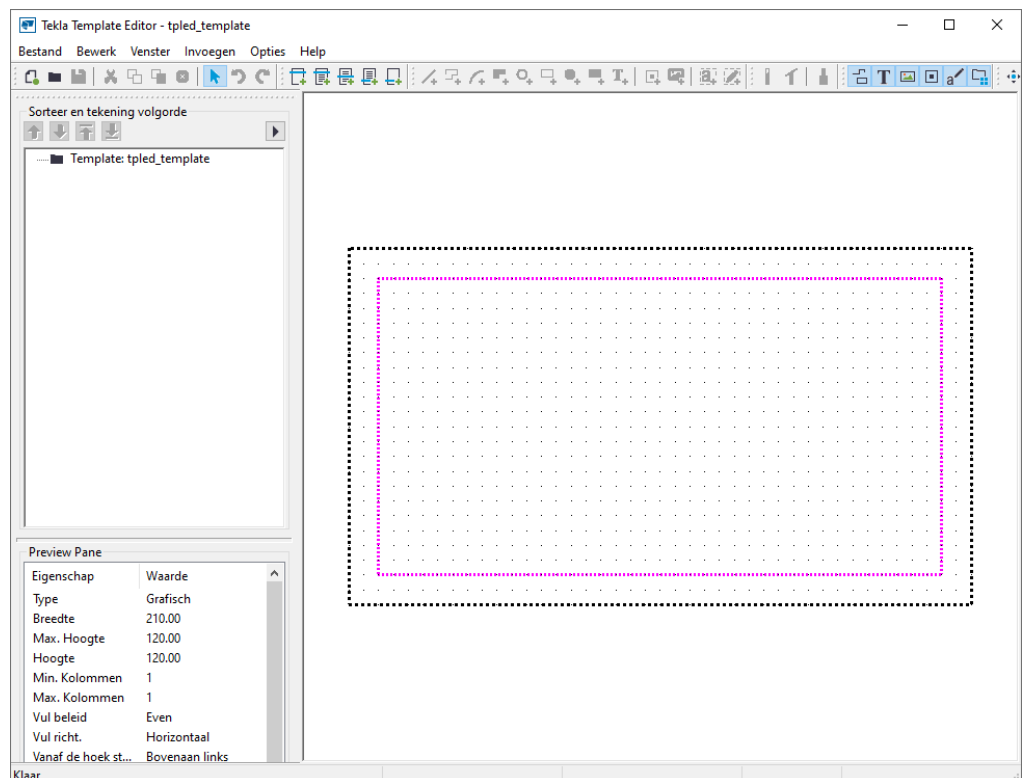 Tekla Template Editor - tpled_template
Bestand Bewerk Venster Invoegen Opties Help
Sorteer en tekening volgorde
Template: tpled_template
Preview Pane
Eigenschap Waarde
Type Grafisch
Breedte 210.00
Max. Hoogte 120.00
Hoogte 120.00
Min. Kolommen 1
Max. Kolommen 1
Vul beleid Even
Vul richt. Horizontaal
Vanaf de hoek st... Bovenaan links
Klaar